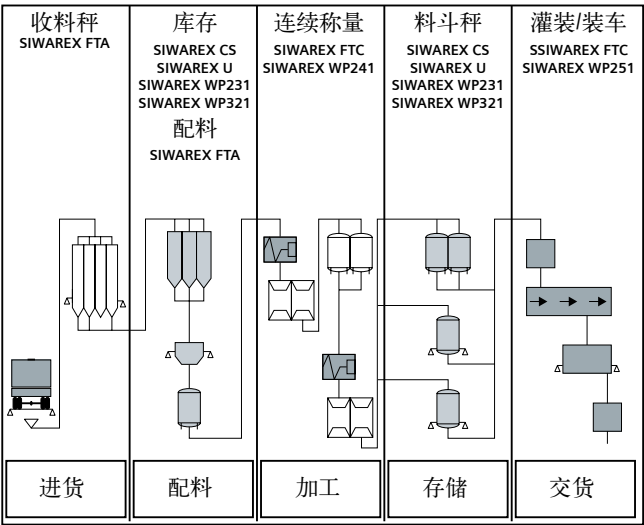 收料秤
SIWAREX FTA
库存
SIWAREX CS
SIWAREX U
SIWAREX WP231
SIWAREX WP321
配料
SIWAREX FTA
连续称量
SIWAREX FTC
SIWAREX WP241
料斗秤
SIWAREX CS
SIWAREX U
SIWAREX WP231
SIWAREX WP321
灌装/装车
SSIWAREX FTC
SIWAREX WP251
进货
配料
加工
存储
交货